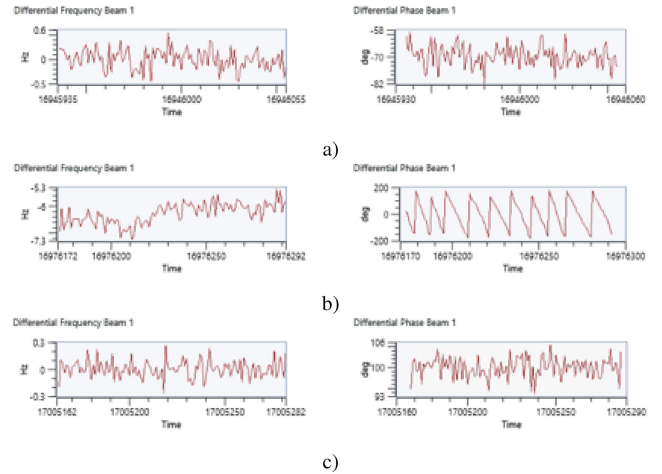 Differential Frequency Beam 1
Differential Phase Beam 1
0.6
Hz
0
-0.5
16945935
16946000
16946055
Time
-58
deg
-70
-82
16945930
16946000
16946060
Time
a)
Differential Frequency Beam 1
Differential Phase Beam 1
-5.3
Hz
-6
-7.3
16976172
16976200
16976250
16976292
Time
200
deg
0
-200
16976170
16976200
16976250
16976300
Time
b)
Differential Frequency Beam 1
Differential Phase Beam 1
0.3
Hz
0
-0.3
17005162
17005200
17005250
17005282
Time
106
deg
100
93
17005160
17005200
17005250
17005290
Time
c)